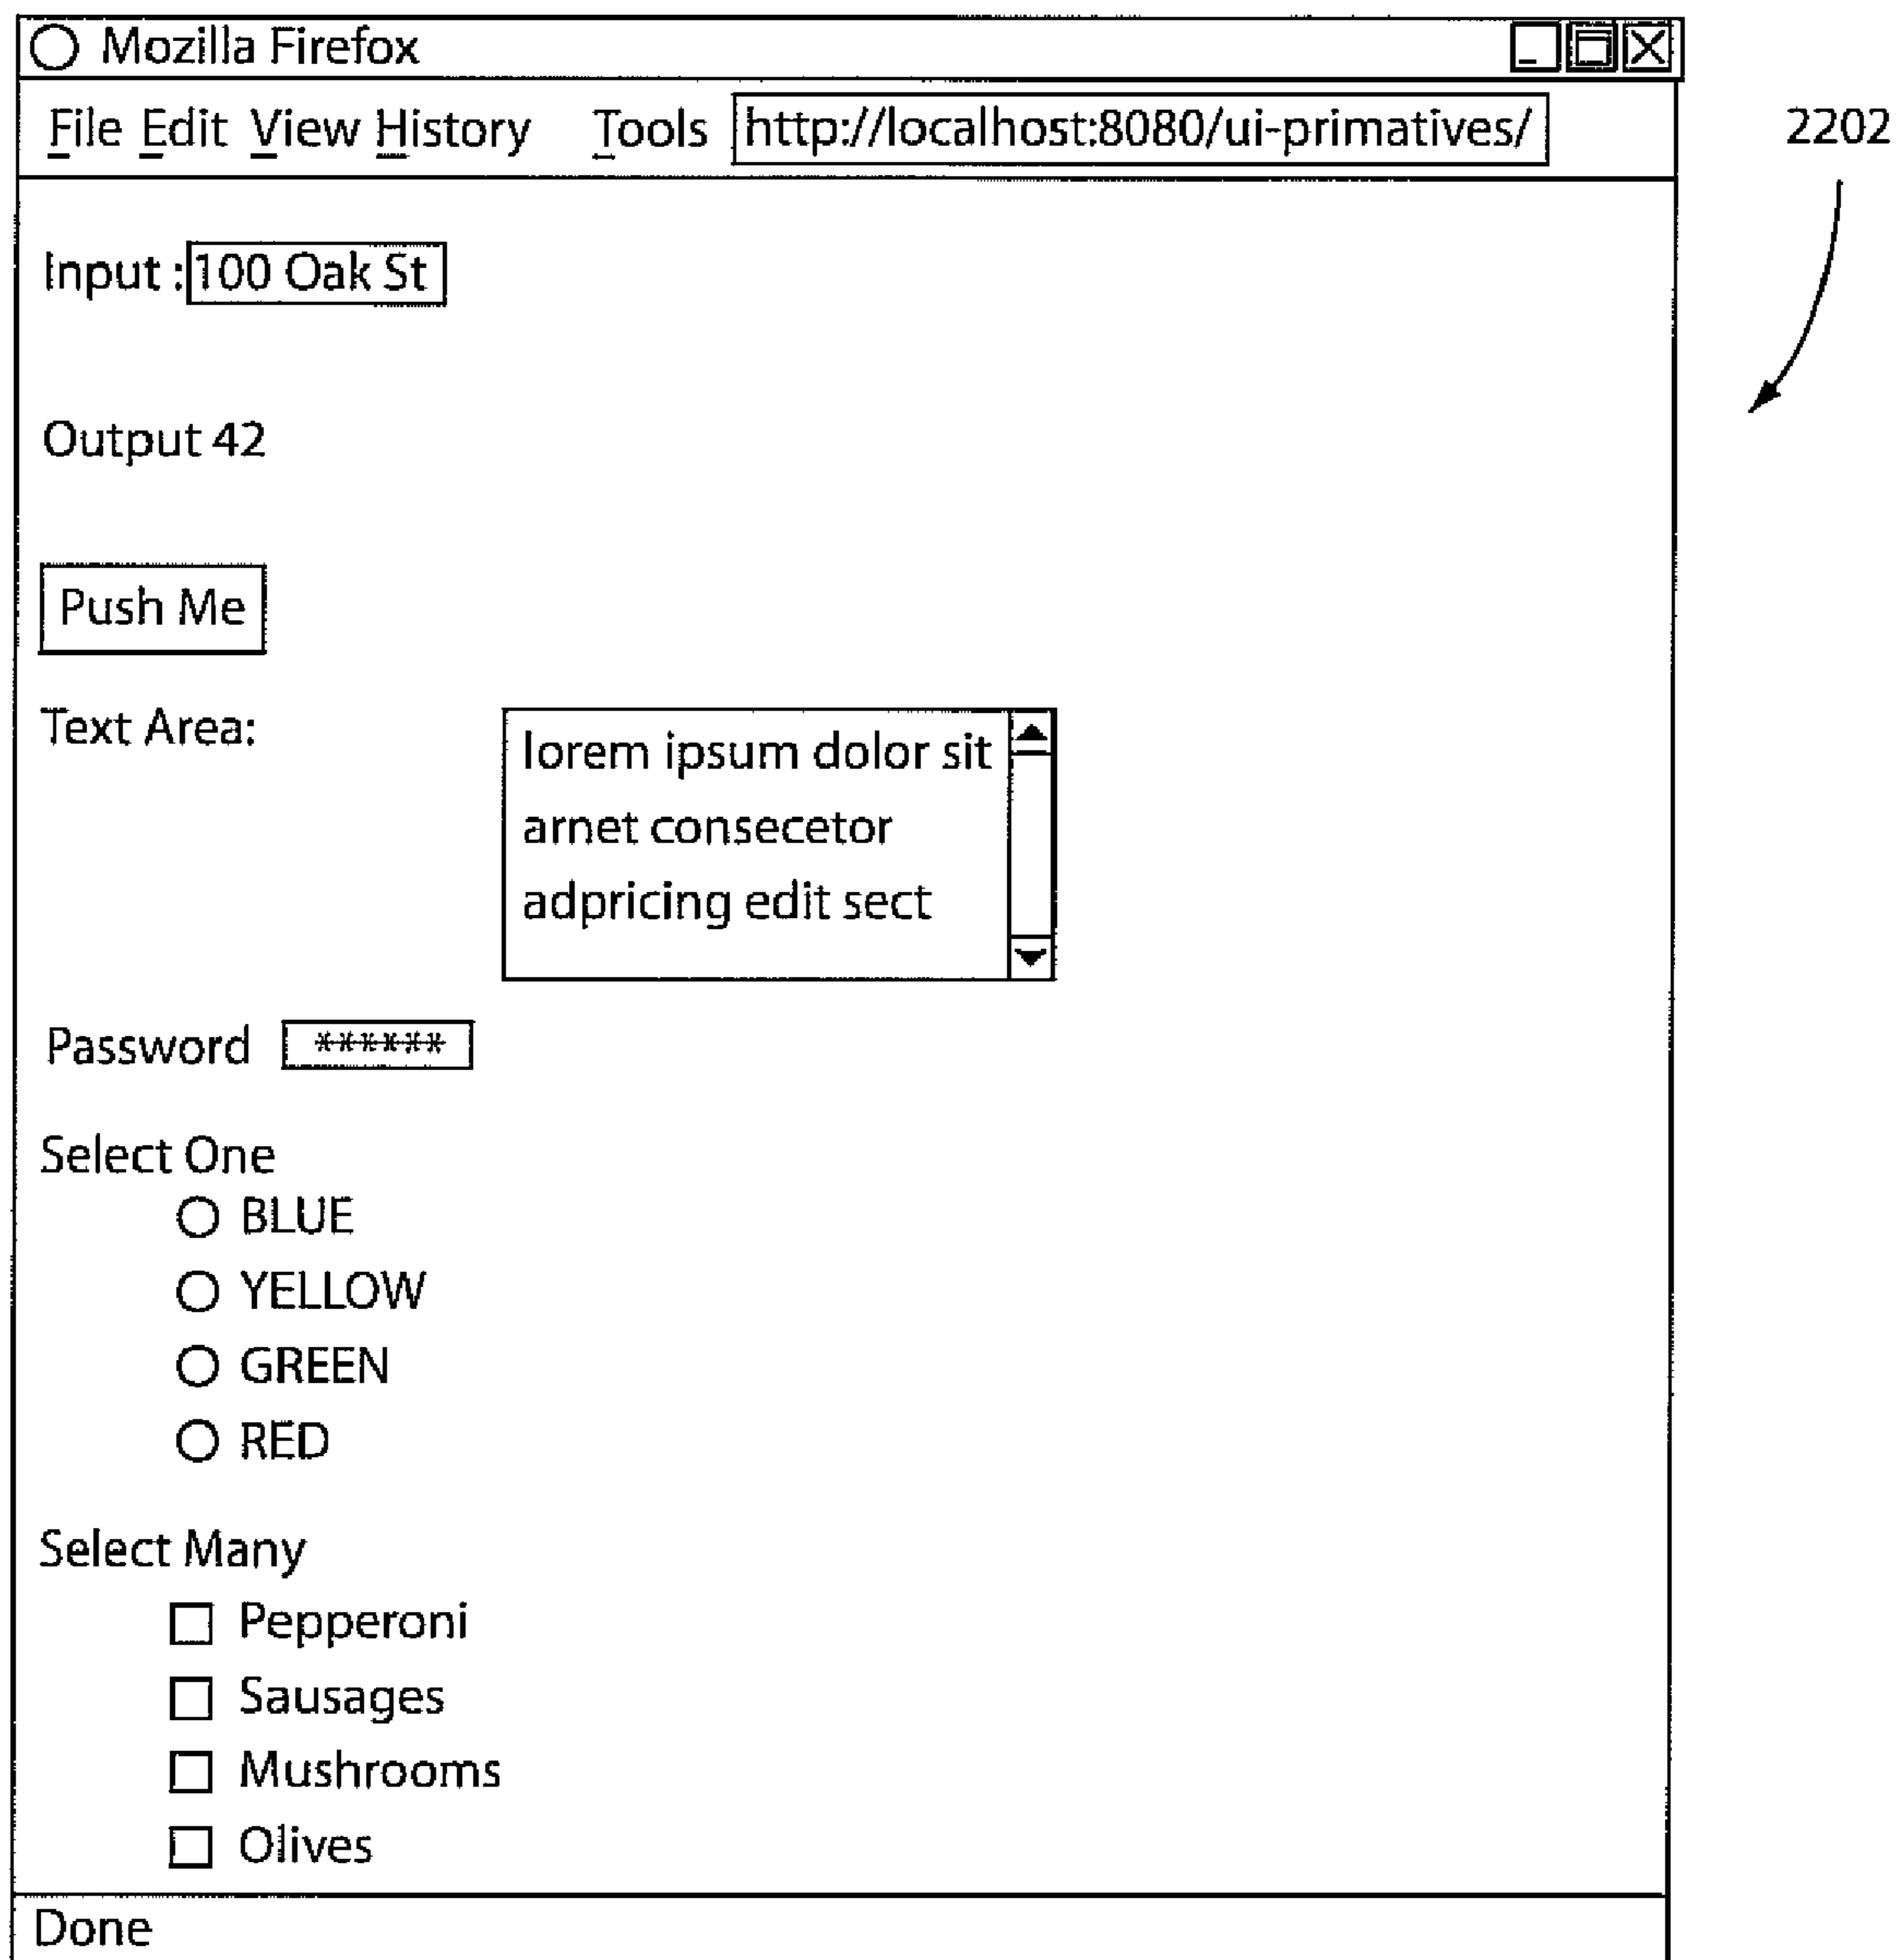 Mozilla Firefox
File Edit View History Tools http://localhost:8080/ui-primatives/
2202
Input : 100 Oak St
Output 42
Push Me
Text Area:
lorem ipsum dolor sit
arnet consecetor
adpricing edit sect
Password ******
Select One
BLUE
YELLOW
GREEN
RED
Select Many
Pepperoni
Sausages
Mushrooms
Olives
Done